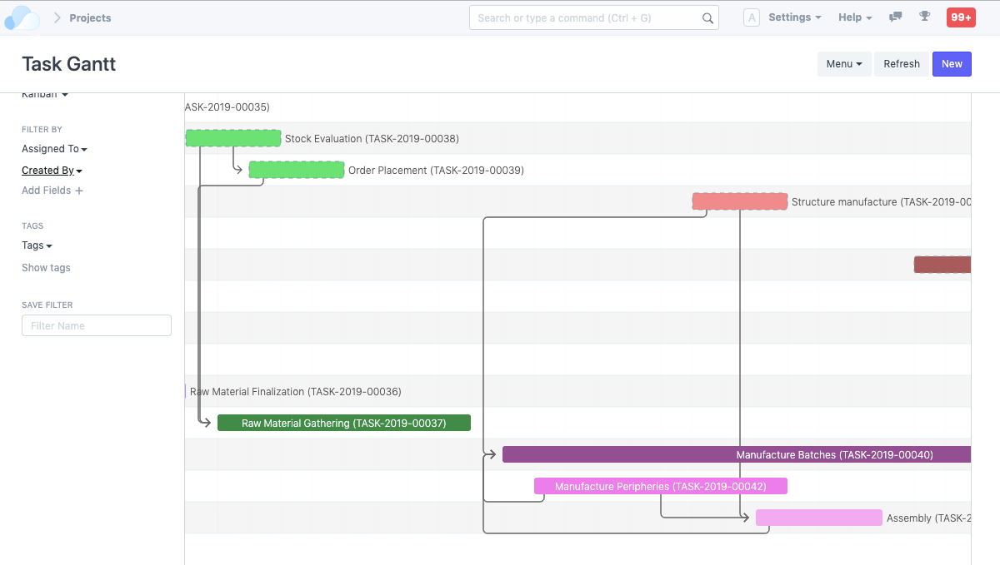 Projects
Search or type a command (Ctrl + G)
A
Settings
Help
99+
Task Gantt
Menu
Refresh
New
Kanban
FILTER BY
Assigned To
Created By
Add Fields +
TAGS
Tags
Show tags
SAVE FILTER
Filter Name
ASK-2019-00035)
Stock Evaluation (TASK-2019-00038)
Order Placement (TASK-2019-00039)
Structure manufacture (TASK-2019-00
Raw Material Finalization (TASK-2019-00036)
Raw Material Gathering (TASK-2019-00037)
Manufacture Batches (TASK-2019-00040)
Manufacture Peripheries (TASK-2019-00042)
Assembly (TASK-2